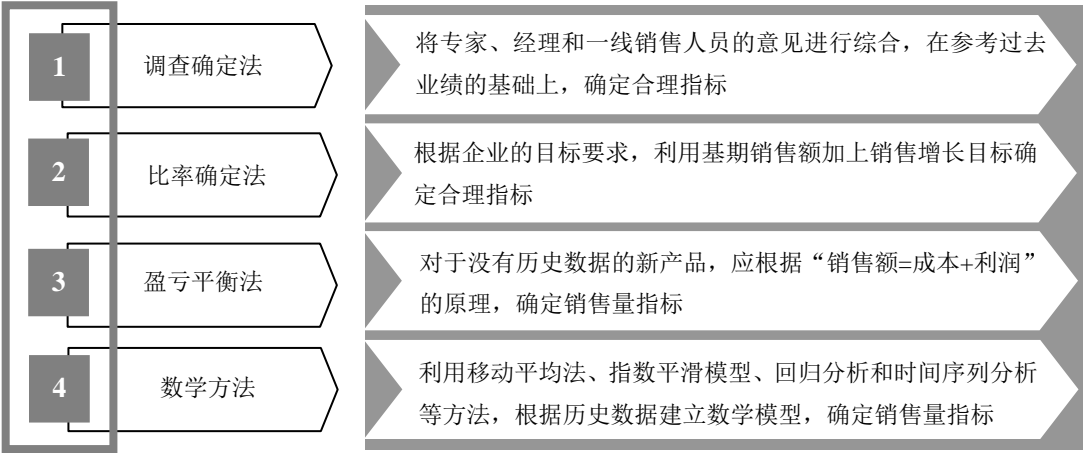 1
调查确定法
将专家、经理和一线销售人员的意见进行综合，在参考过去
业绩的基础上，确定合理指标
2
比率确定法
根据企业的目标要求，利用基期销售额加上销售增长目标确
定合理指标
3
盈亏平衡法
对于没有历史数据的新产品，应根据“销售额=成本+利润”
的原理，确定销售量指标
4
数学方法
利用移动平均法、指数平滑模型、回归分析和时间序列分析
等方法，根据历史数据建立数学模型，确定销售量指标